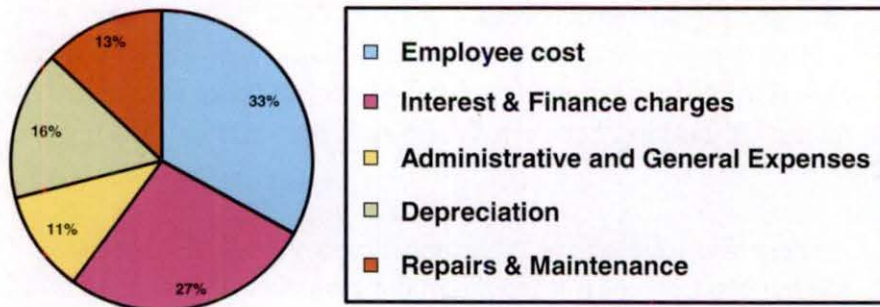 13%
33%
16%
11%
27%
Employee cost
Interest & Finance charges
Administrative and General Expenses
Depreciation
Repairs & Maintenance